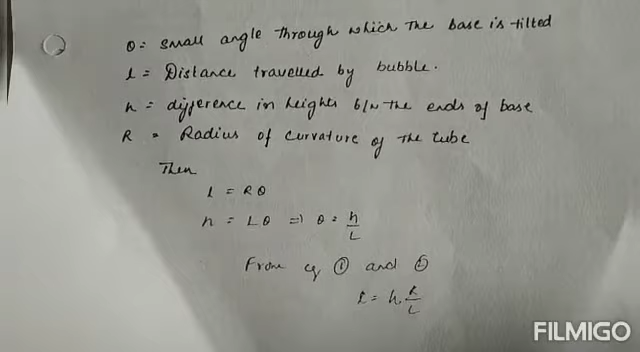 θ = small angle through which the base is tilted
l = Distance travelled by bubble.
h = difference in heights b/w the ends of base
R = Radius of curvature of the tube
Then
l = Rθ
h = Lθ ⇒ θ = h/L
From eq ① and ②
l = h R/L
FILMIGO